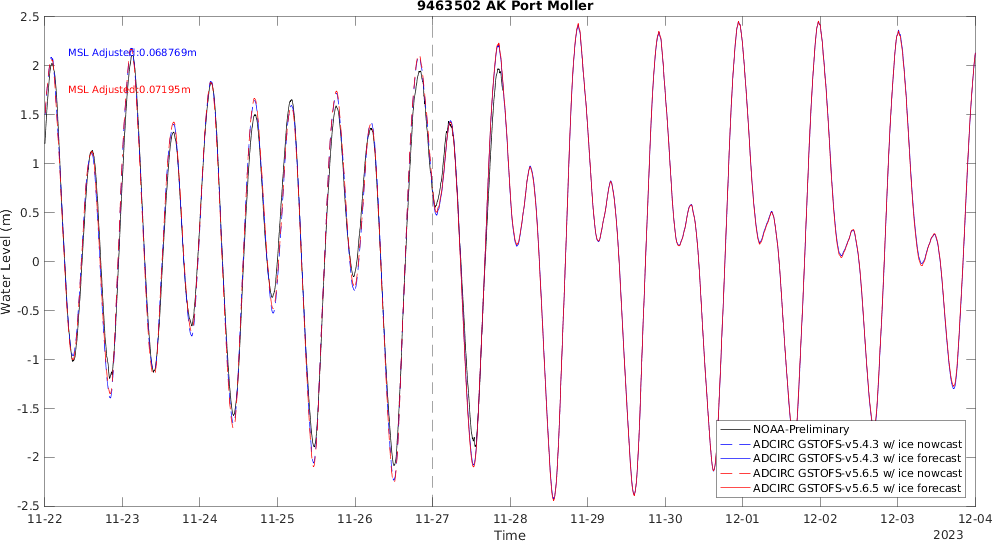 9463502 AK Port Moller
MSL Adjusted:0.068769m
MSL Adjusted:0.07195m
Water Level (m)
2.5
2
1.5
1
0.5
0
-0.5
-1
-1.5
-2
-2.5
NOAA-Preliminary
ADCIRC GSTOFS-v5.4.3 w/ ice nowcast
ADCIRC GSTOFS-v5.4.3 w/ ice forecast
ADCIRC GSTOFS-v5.6.5 w/ ice nowcast
ADCIRC GSTOFS-v5.6.5 w/ ice forecast
11-22 11-23 11-24 11-25 11-26 11-27 11-28 11-29 11-30 12-01 12-02 12-03 12-04
Time
2023